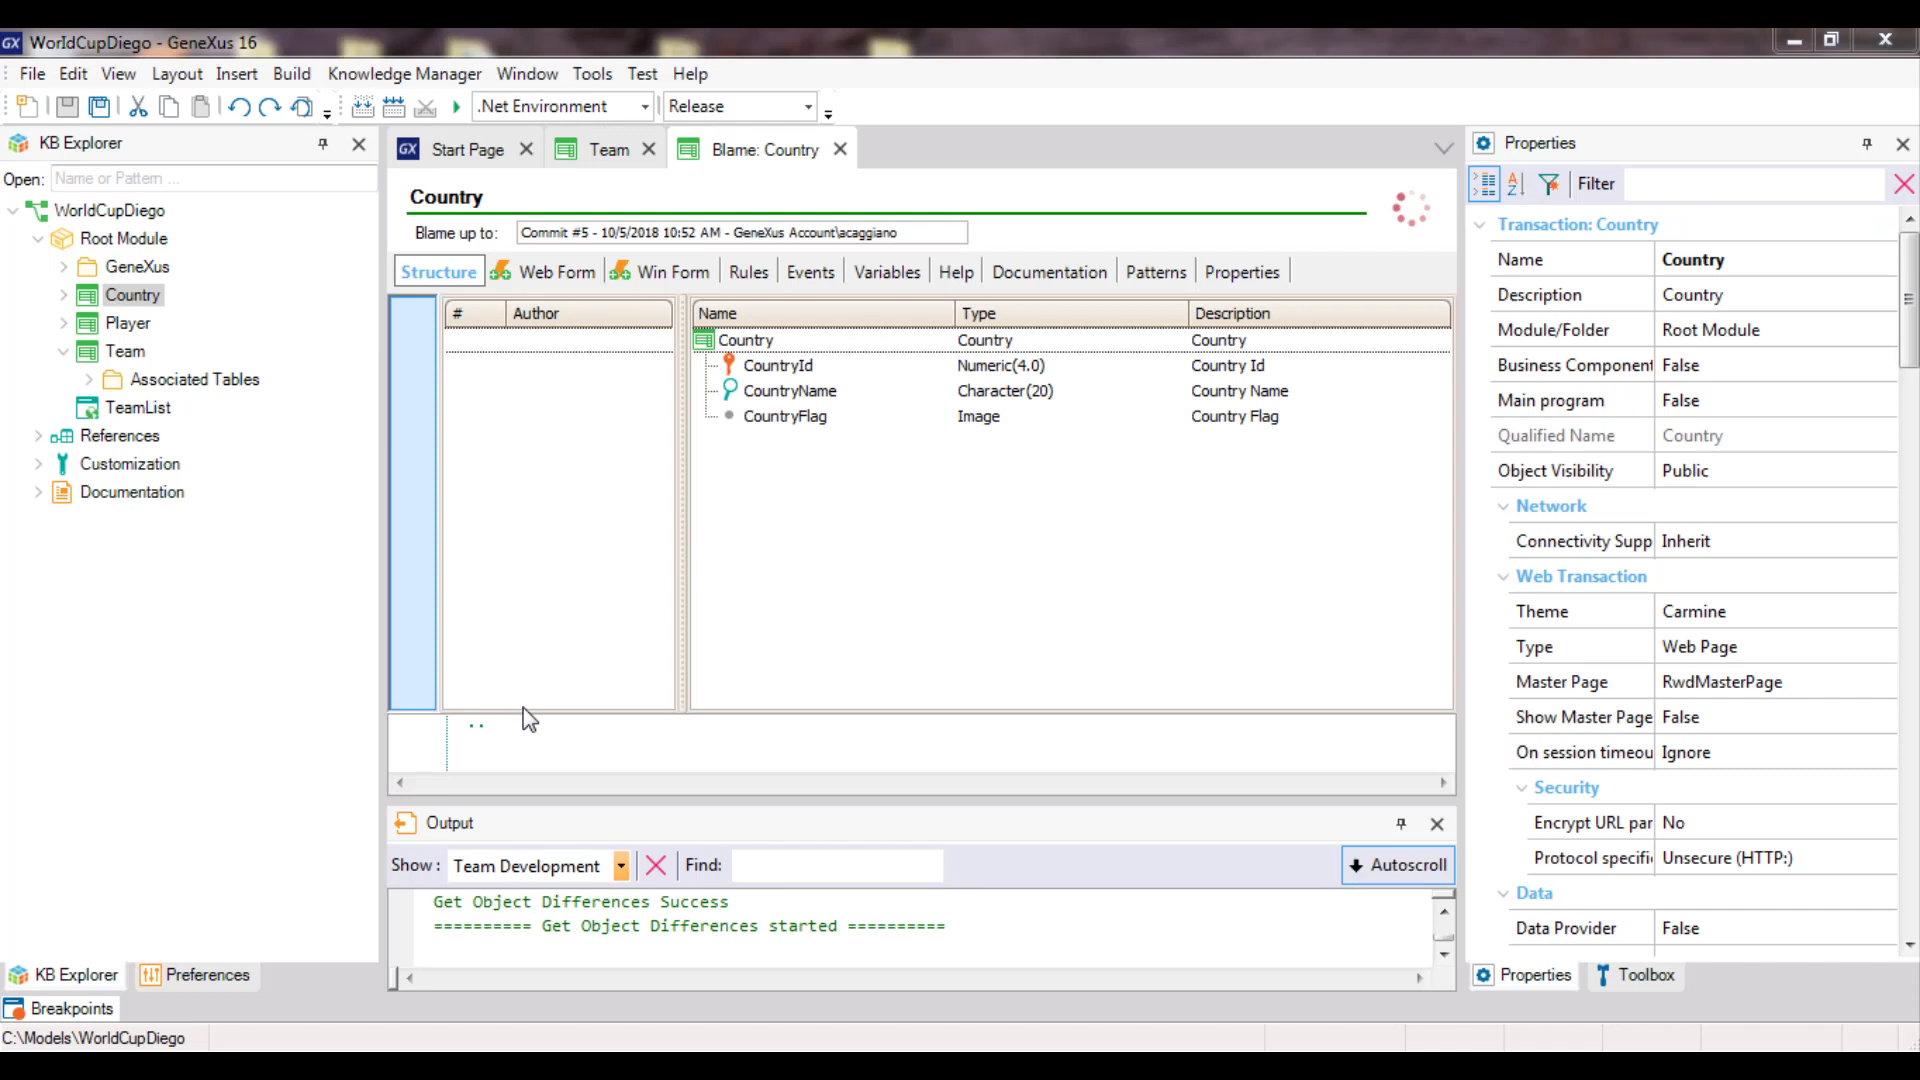 WorldCupDiego - GeneXus 16
File Edit View Layout Insert Build Knowledge Manager Window Tools Test Help
.Net Environment Release
KB Explorer
Open: Name or Pattern ...
WorldCupDiego
Root Module
GeneXus
Country
Player
Team
Associated Tables
TeamList
References
Customization
Documentation
KB Explorer Preferences
Start Page Team Blame: Country
Country
Blame up to: Commit #5 - 10/5/2018 10:52 AM - GeneXus Account\acaggiano
Structure Web Form Win Form Rules Events Variables Help Documentation Patterns Properties
# Author Name Type Description
Country Country Country
CountryId Numeric(4.0) Country Id
CountryName Character(20) Country Name
CountryFlag Image Country Flag
Output
Show : Team Development Find: Autoscroll
Get Object Differences Success
========== Get Object Differences started ==========
Properties
Filter
Transaction: Country
Name Country
Description Country
Module/Folder Root Module
Business Component False
Main program False
Qualified Name Country
Object Visibility Public
Network
Connectivity Supp Inherit
Web Transaction
Theme Carmine
Type Web Page
Master Page RwdMasterPage
Show Master Page False
On session timeou Ignore
Security
Encrypt URL par No
Protocol specifi Unsecure (HTTP:)
Data
Data Provider False
Properties Toolbox
Breakpoints
C:\Models\WorldCupDiego